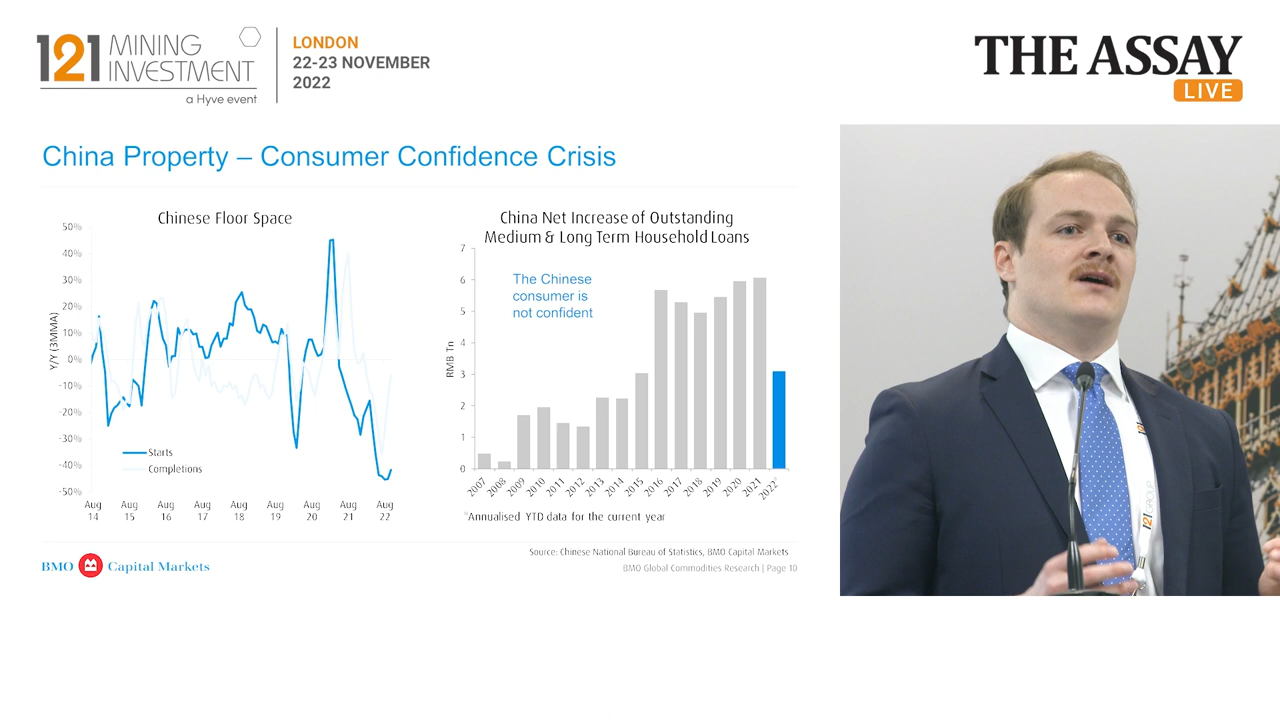 121 MINING INVESTMENT
a Hyve event
LONDON
22-23 NOVEMBER
2022
THE ASSAY
LIVE
China Property – Consumer Confidence Crisis
Chinese Floor Space
Y/Y (3MMA)
50%
40%
30%
20%
10%
0%
-10%
-20%
-30%
-40%
-50%
Starts
Completions
Aug 14
Aug 15
Aug 16
Aug 17
Aug 18
Aug 19
Aug 20
Aug 21
Aug 22
China Net Increase of Outstanding
Medium & Long Term Household Loans
RMB Tn
7
6
5
4
3
2
1
0
The Chinese
consumer is
not confident
2007
2008
2009
2010
2011
2012
2013
2014
2015
2016
2017
2018
2019
2020
2021
2022*
*Annualised YTD data for the current year
BMO Capital Markets
Source: Chinese National Bureau of Statistics, BMO Capital Markets
BMO Global Commodities Research | Page 10
121 GROUP